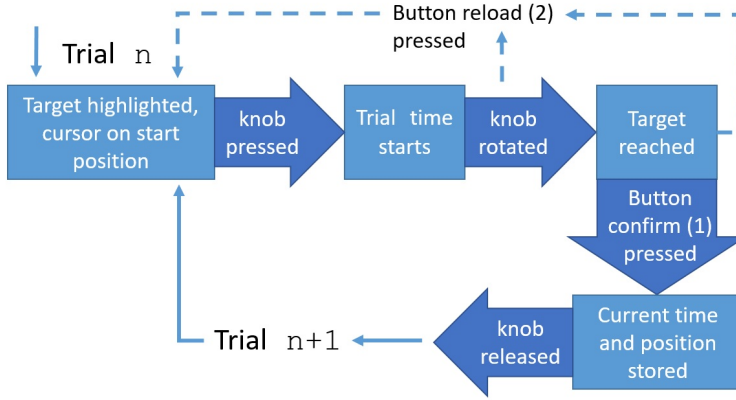 Button reload (2)
pressed
Trial n
Target highlighted,
cursor on start
position
knob
pressed
Trial time
starts
knob
rotated
Target
reached
Button
confirm (1)
pressed
Trial n+1
knob
released
Current time
and position
stored